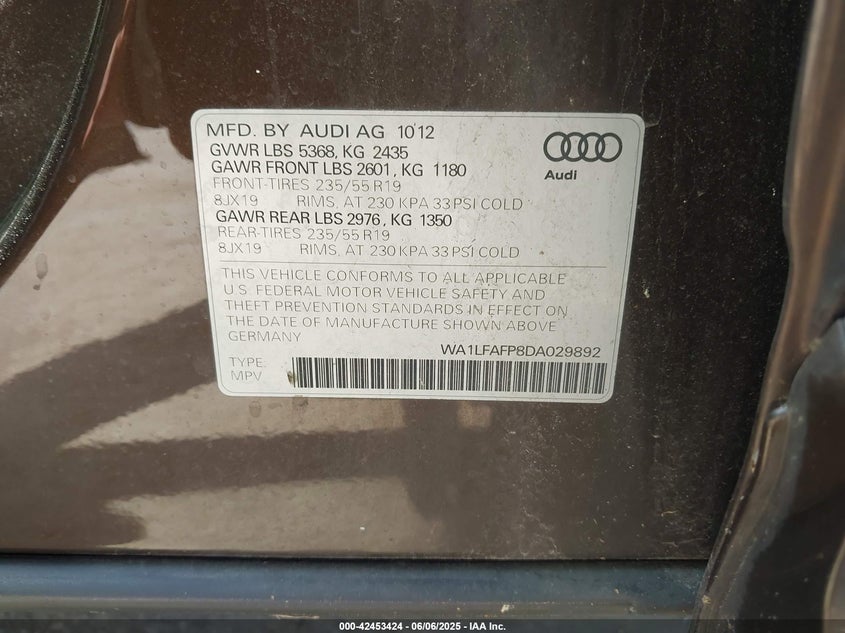 MFD. BY AUDI AG 10'12
GVWR LBS 5368, KG 2435
GAWR FRONT LBS 2601, KG 1180
FRONT-TIRES 235/55 R19
8JX19 RIMS, AT 230 KPA 33 PSI COLD
GAWR REAR LBS 2976, KG 1350
REAR-TIRES 235/55 R19
8JX19 RIMS, AT 230 KPA 33 PSI COLD
Audi
THIS VEHICLE CONFORMS TO ALL APPLICABLE
U.S. FEDERAL MOTOR VEHICLE SAFETY AND
THEFT PREVENTION STANDARDS IN EFFECT ON
THE DATE OF MANUFACTURE SHOWN ABOVE
GERMANY
WA1LFAFP8DA029892
TYPE:
MPV
000-42453424 - 06/06/2025 - IAA Inc.